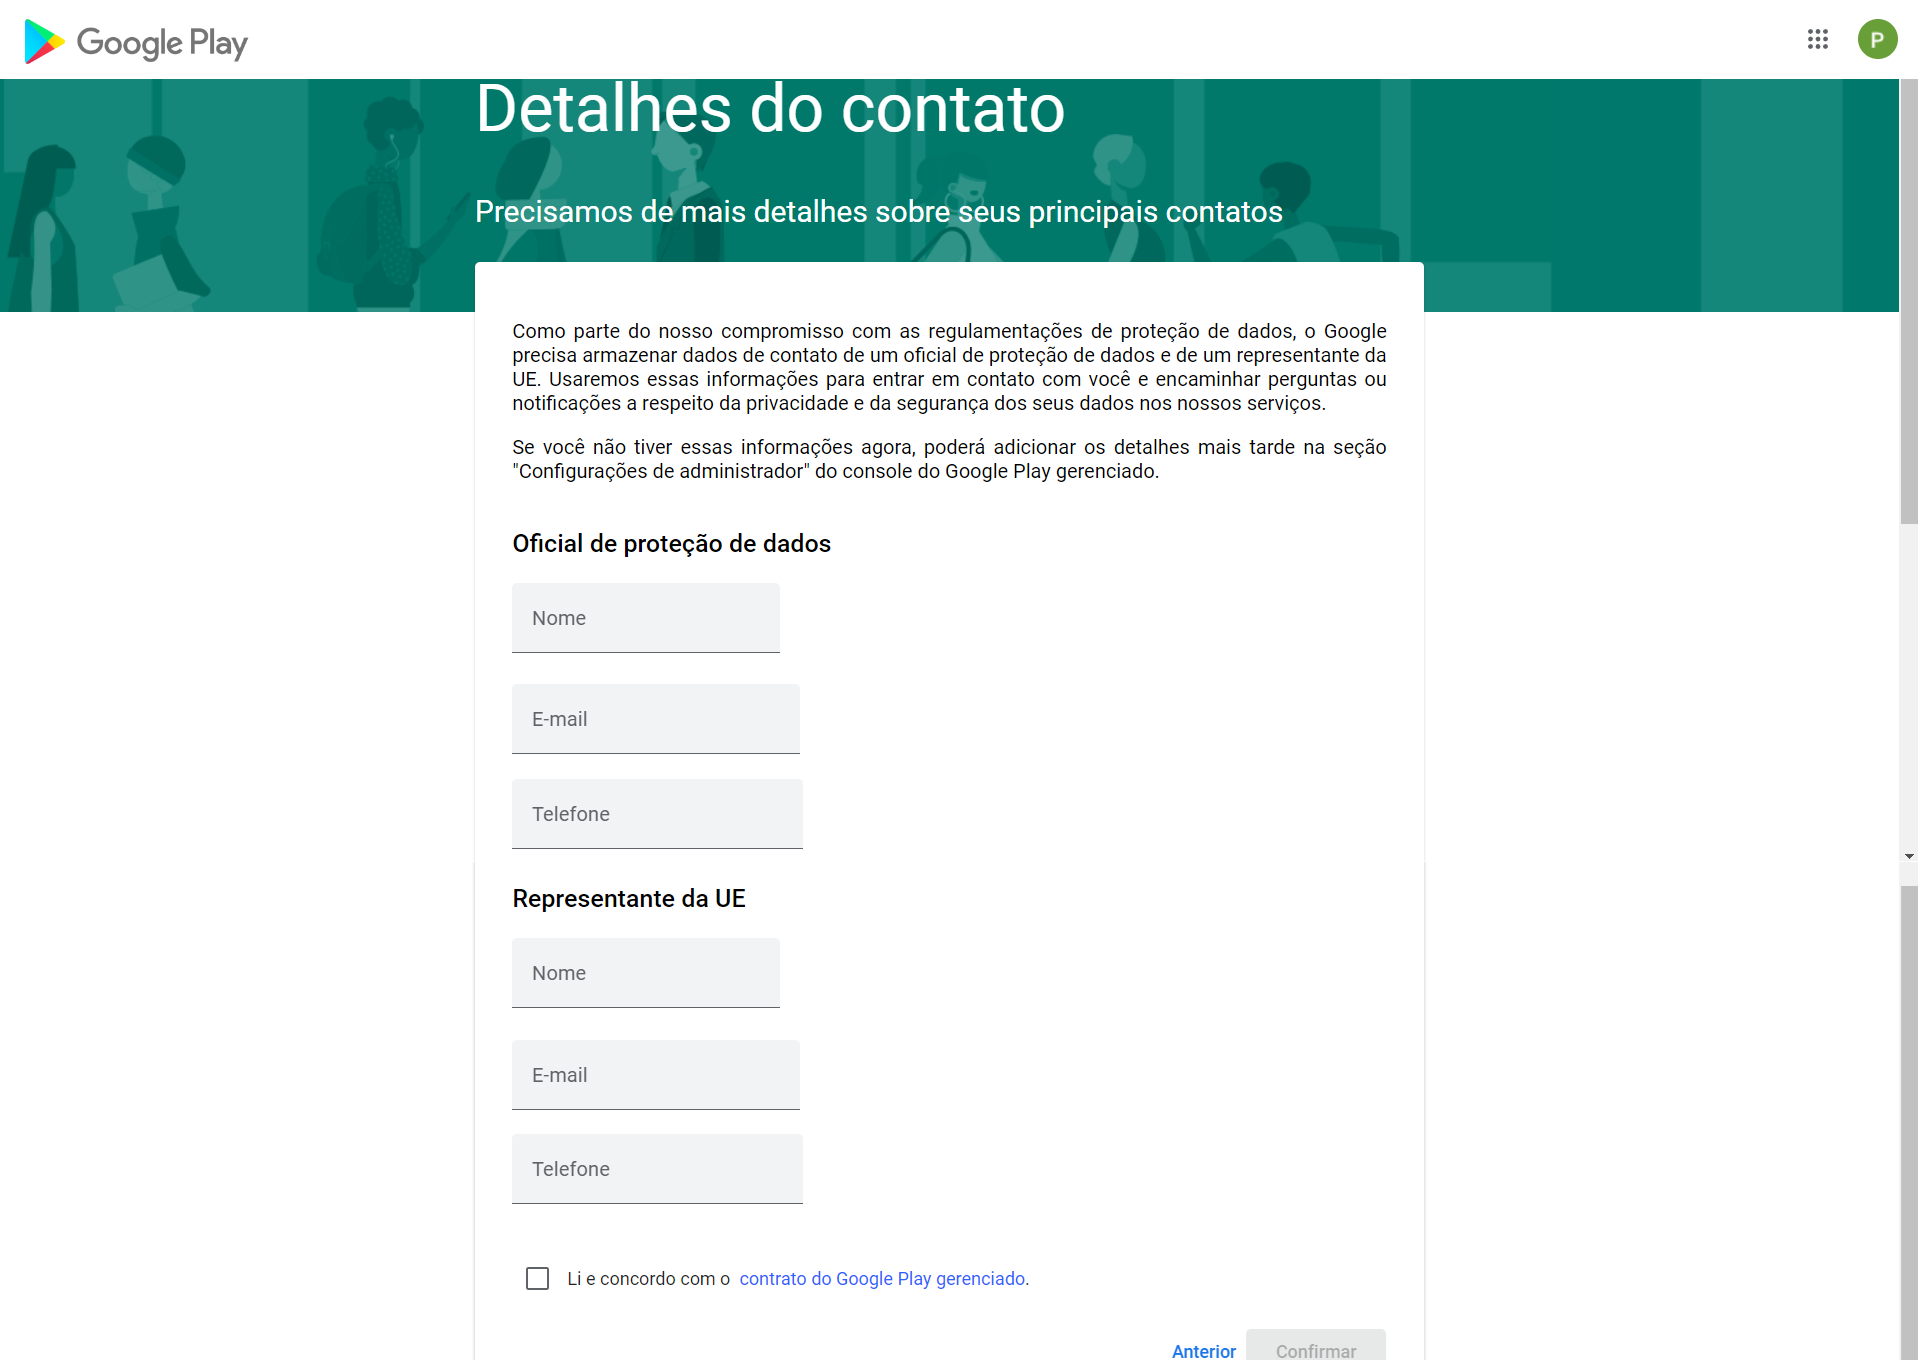 Google Play
P
Detalhes do contato
Precisamos de mais detalhes sobre seus principais contatos
Como parte do nosso compromisso com as regulamentações de proteção de dados, o Google
precisa armazenar dados de contato de um oficial de proteção de dados e de um representante da
UE. Usaremos essas informações para entrar em contato com você e encaminhar perguntas ou
notificações a respeito da privacidade e da segurança dos seus dados nos nossos serviços.
Se você não tiver essas informações agora, poderá adicionar os detalhes mais tarde na seção
"Configurações de administrador" do console do Google Play gerenciado.
Oficial de proteção de dados
Nome
E-mail
Telefone
Representante da UE
Nome
E-mail
Telefone
Li e concordo com o contrato do Google Play gerenciado.
Anterior Confirmar